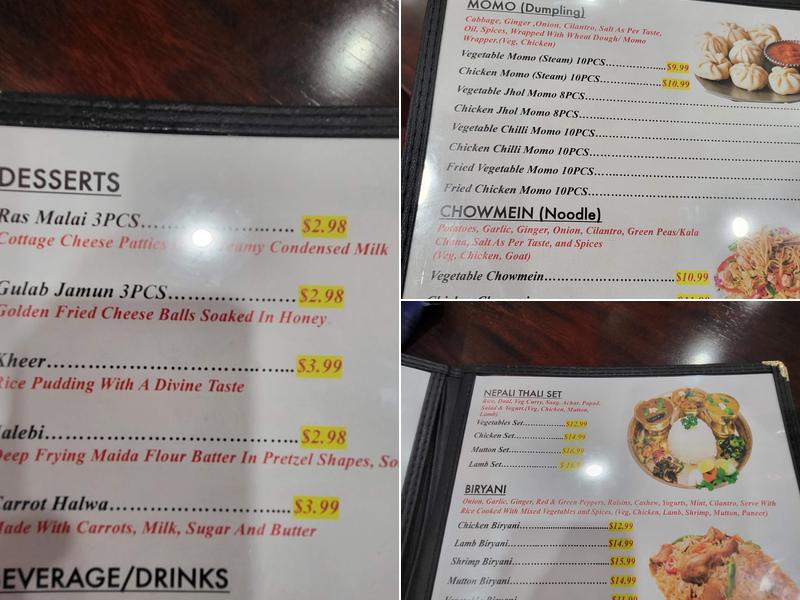 DESSERTS
Ras Malai 3PCS.................... $2.98
Cottage Cheese Patties Creamy Condensed Milk
Gulab Jamun 3PCS.................... $2.98
Golden Fried Cheese Balls Soaked In Honey
Kheer.................... $3.99
Rice Pudding With A Divine Taste
Jalebi.................... $2.98
Deep Frying Maida Flour Batter In Pretzel Shapes, So
Carrot Halwa.................... $3.99
Made With Carrots, Milk, Sugar And Butter
BEVERAGE/DRINKS
MOMO (Dumpling)
Cabbage, Ginger ,Onion, Cilantro, Salt As Per Taste,
Oil, Spices, Wrapped With Wheat Dough/ Momo
Wrapper.(Veg, Chicken)
Vegetable Momo (Steam) 10PCS.................... $9.99
Chicken Momo (Steam) 10PCS.................... $10.99
Vegetable Jhol Momo 8PCS....................
Chicken Jhol Momo 8PCS....................
Vegetable Chilli Momo 10PCS....................
Chicken Chilli Momo 10PCS....................
Fried Vegetable Momo 10PCS....................
Fried Chicken Momo 10PCS....................
CHOWMEIN (Noodle)
Potatoes, Garlic, Ginger, Onion, Cilantro, Green Peas/Kala
Chana, Salt As Per Taste, and Spices
(Veg, Chicken, Goat)
Vegetable Chowmein.................... $10.99
NEPALI THALI SET
Rice, Daal, Veg Curry, Saag, Achar, Papad,
Salad & Yogurt.(Veg, Chicken, Mutton,
Lamb)
Vegetables Set.................... $12.99
Chicken Set.................... $14.99
Mutton Set.................... $16.99
Lamb Set....................
BIRYANI
Onion, Garlic, Ginger, Red & Green Peppers, Raisins, Cashew, Yogurts, Mint, Cilantro, Serve With
Rice Cooked With Mixed Vegetables and Spices. (Veg, Chicken, Lamb, Shrimp, Mutton, Paneer)
Chicken Biryani.................... $12.99
Lamb Biryani.................... $14.99
Shrimp Biryani.................... $15.99
Mutton Biryani.................... $14.99
Vegetable Biryani....................